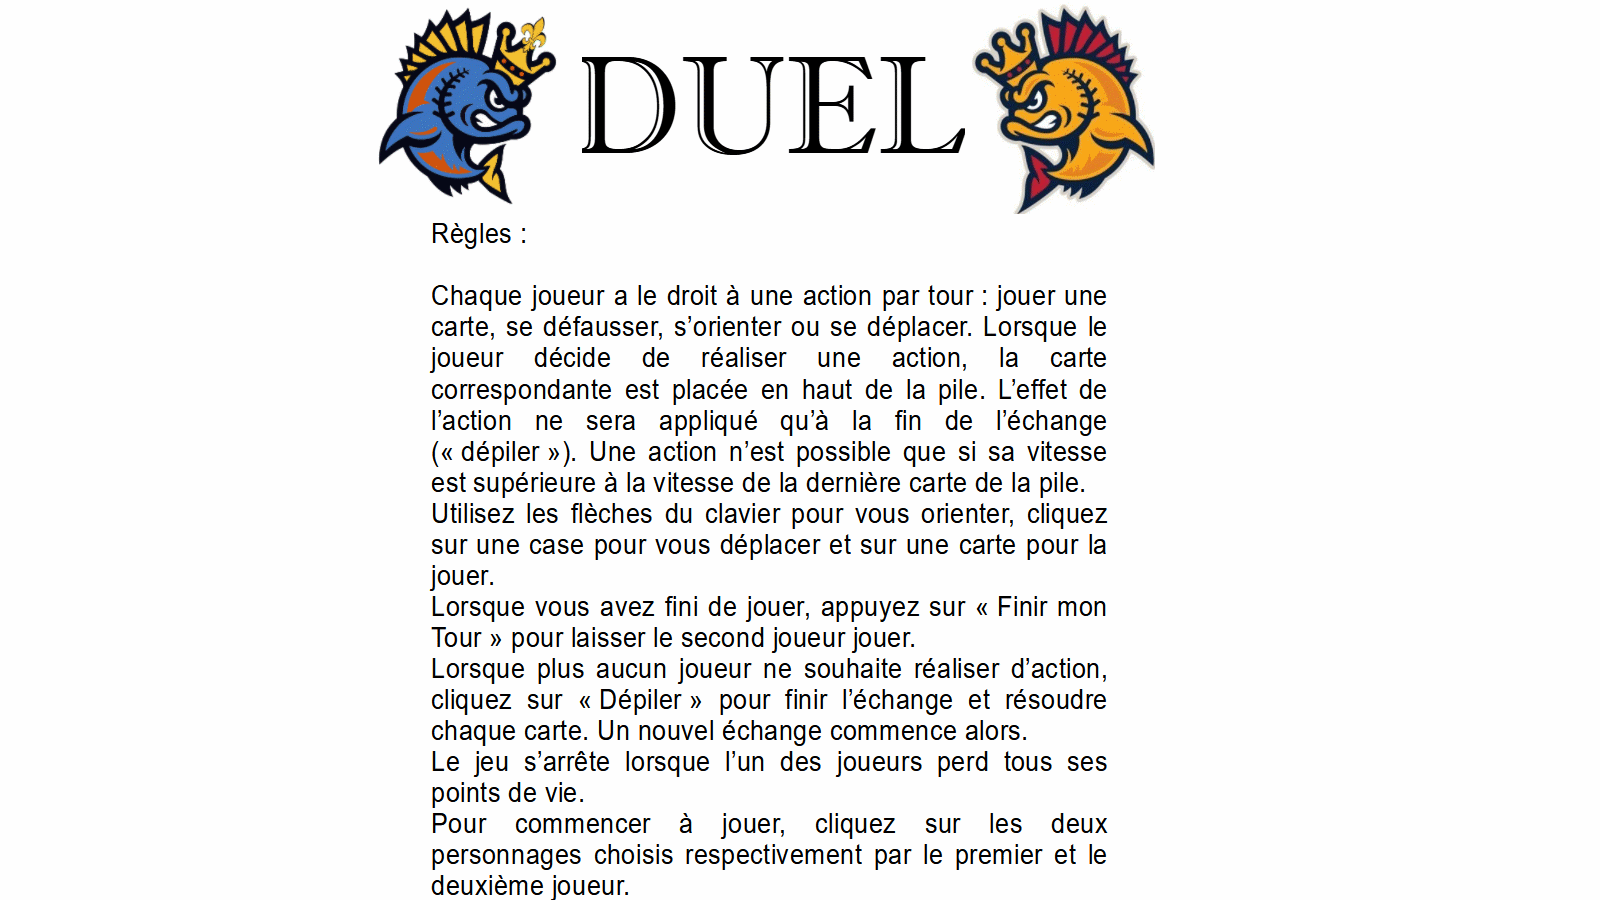 DUEL
Règles :
Chaque joueur a le droit à une action par tour : jouer une
carte, se défausser, s’orienter ou se déplacer. Lorsque le
joueur décide de réaliser une action, la carte
correspondante est placée en haut de la pile. L’effet de
l’action ne sera appliqué qu’à la fin de l’échange
(« dépiler »). Une action n’est possible que si sa vitesse
est supérieure à la vitesse de la dernière carte de la pile.
Utilisez les flèches du clavier pour vous orienter, cliquez
sur une case pour vous déplacer et sur une carte pour la
jouer.
Lorsque vous avez fini de jouer, appuyez sur « Finir mon
Tour » pour laisser le second joueur jouer.
Lorsque plus aucun joueur ne souhaite réaliser d’action,
cliquez sur « Dépiler » pour finir l’échange et résoudre
chaque carte. Un nouvel échange commence alors.
Le jeu s’arrête lorsque l’un des joueurs perd tous ses
points de vie.
Pour commencer à jouer, cliquez sur les deux
personnages choisis respectivement par le premier et le
deuxième joueur.